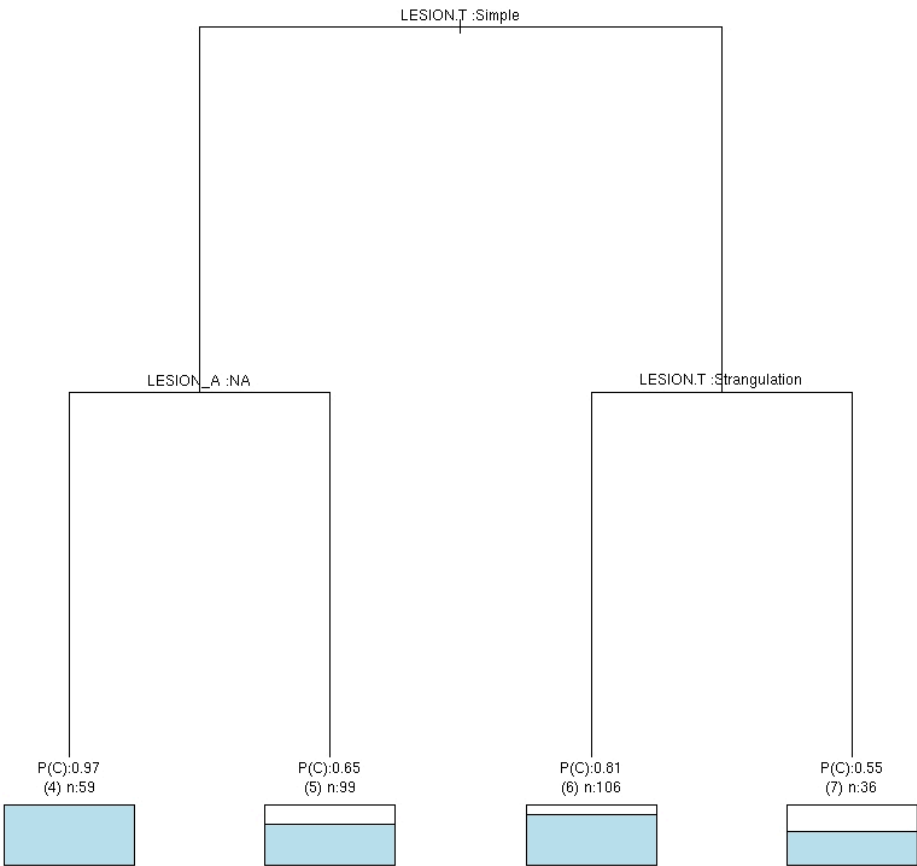 LESION.T :Simple
LESION_A :NA
LESION.T :Strangulation
P(C):0.97
(4) n:59
P(C):0.65
(5) n:99
P(C):0.81
(6) n:106
P(C):0.55
(7) n:36